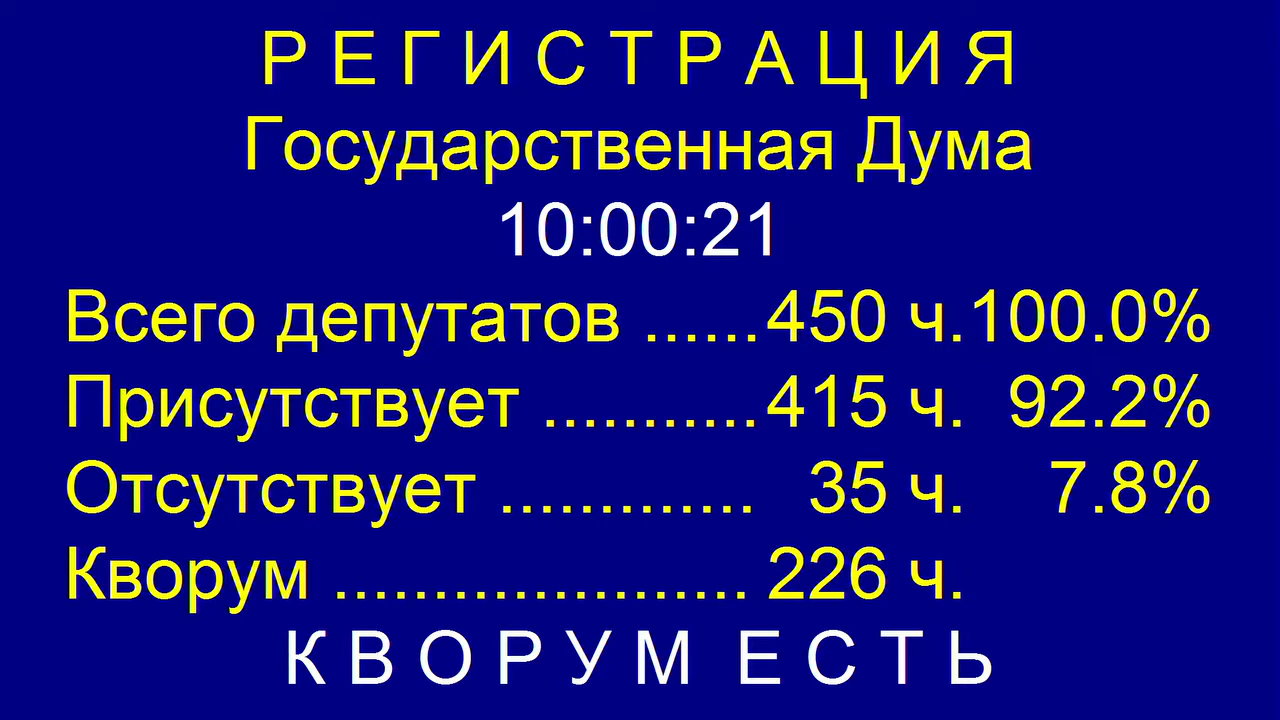 Р Е Г И С Т Р А Ц И Я
Государственная Дума
10:00:21
Всего депутатов ......450 ч.100.0%
Присутствует ...........415 ч. 92.2%
Отсутствует ............. 35 ч. 7.8%
Кворум ..................... 226 ч.
К В О Р У М Е С Т Ь